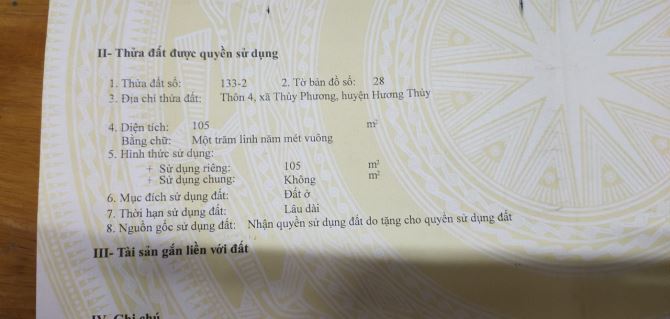 II- Thửa đất được quyền sử dụng
1. Thửa đất số: 133-2 2. Tờ bản đồ số: 28
3. Địa chỉ thửa đất: Thôn 4, xã Thủy Phương, huyện Hương Thủy
4. Diện tích: 105 m²
Bằng chữ: Một trăm linh năm mét vuông
5. Hình thức sử dụng:
+ Sử dụng riêng: 105 m²
+ Sử dụng chung: Không m²
6. Mục đích sử dụng đất: Đất ở
7. Thời hạn sử dụng đất: Lâu dài
8. Nguồn gốc sử dụng đất: Nhận quyền sử dụng đất do tặng cho quyền sử dụng đất
III- Tài sản gắn liền với đất
IV- Ghi chú